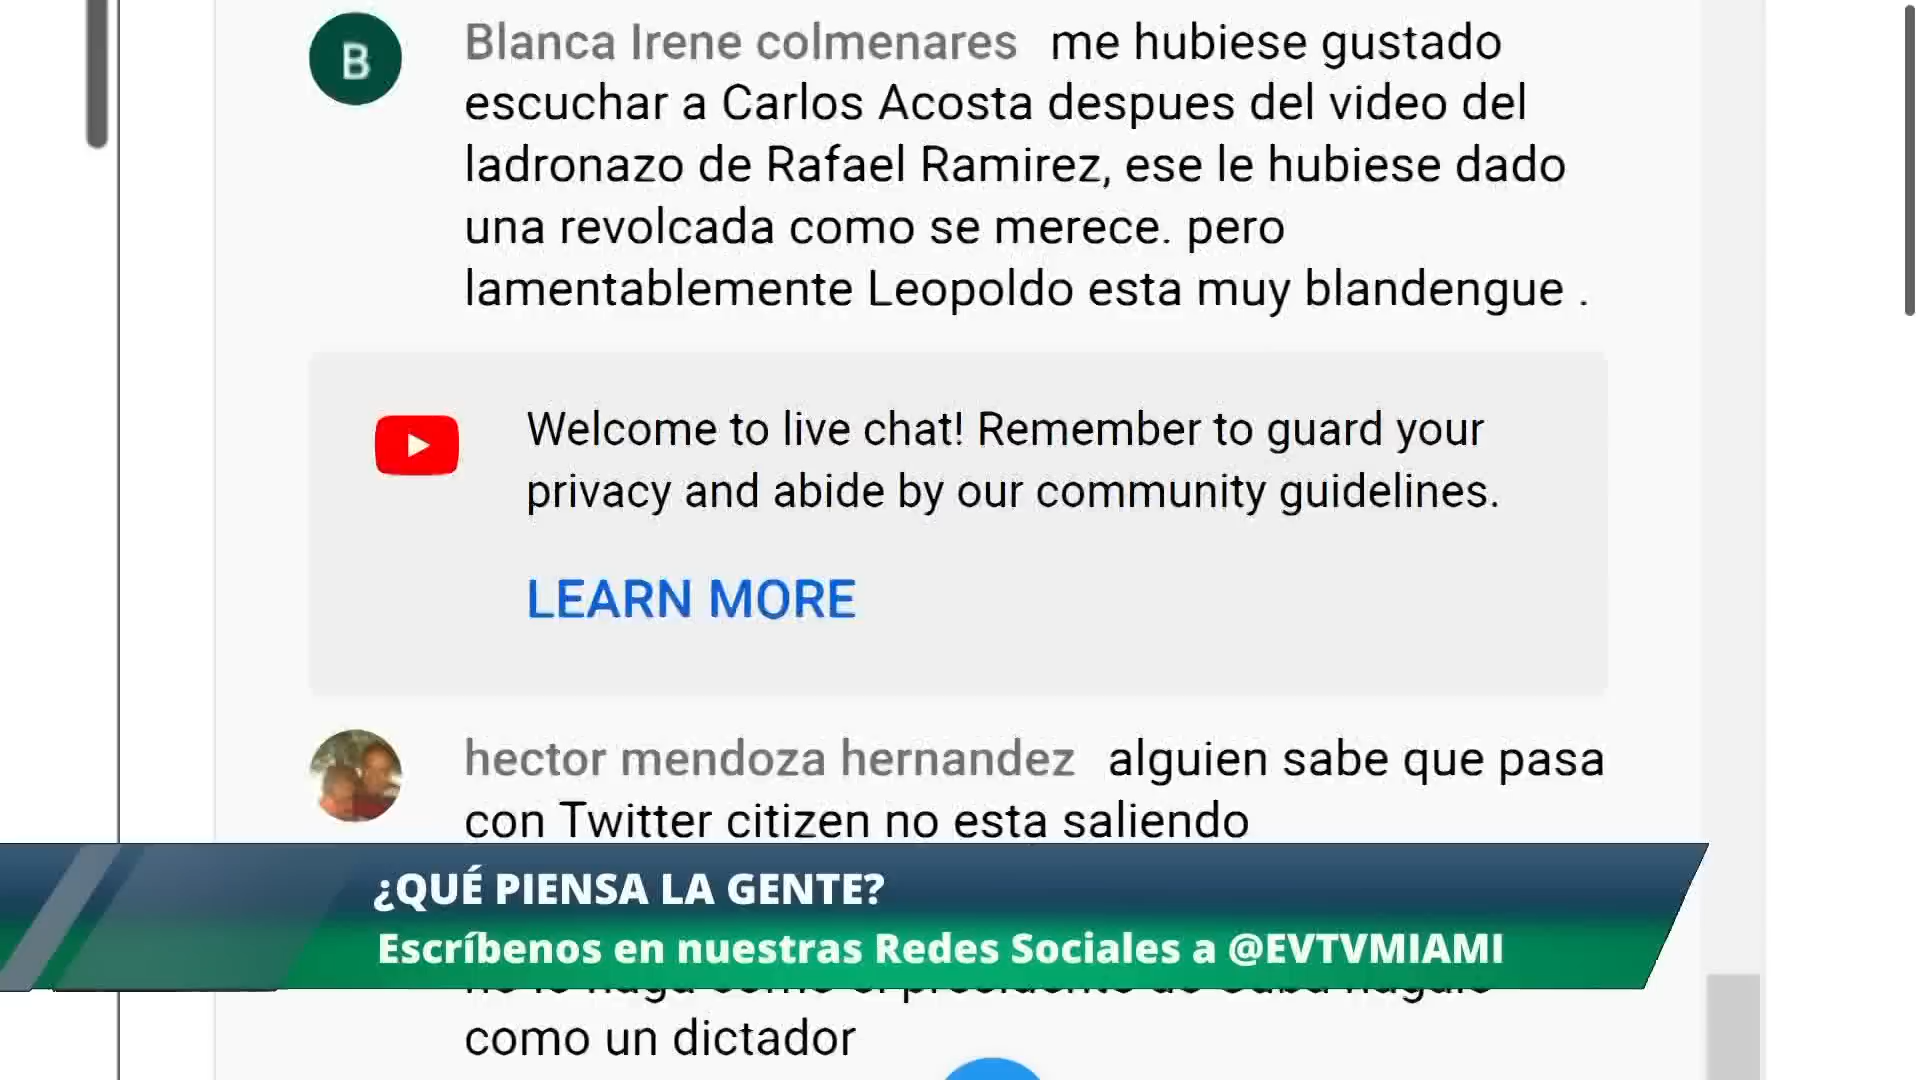 B
Blanca Irene colmenares me hubiese gustado
escuchar a Carlos Acosta despues del video del
ladronazo de Rafael Ramirez, ese le hubiese dado
una revolcada como se merece. pero
lamentablemente Leopoldo esta muy blandengue .
Welcome to live chat! Remember to guard your
privacy and abide by our community guidelines.
LEARN MORE
hector mendoza hernandez alguien sabe que pasa
con Twitter citizen no esta saliendo
¿QUÉ PIENSA LA GENTE?
Escríbenos en nuestras Redes Sociales a @EVTVMIAMI
como un dictador